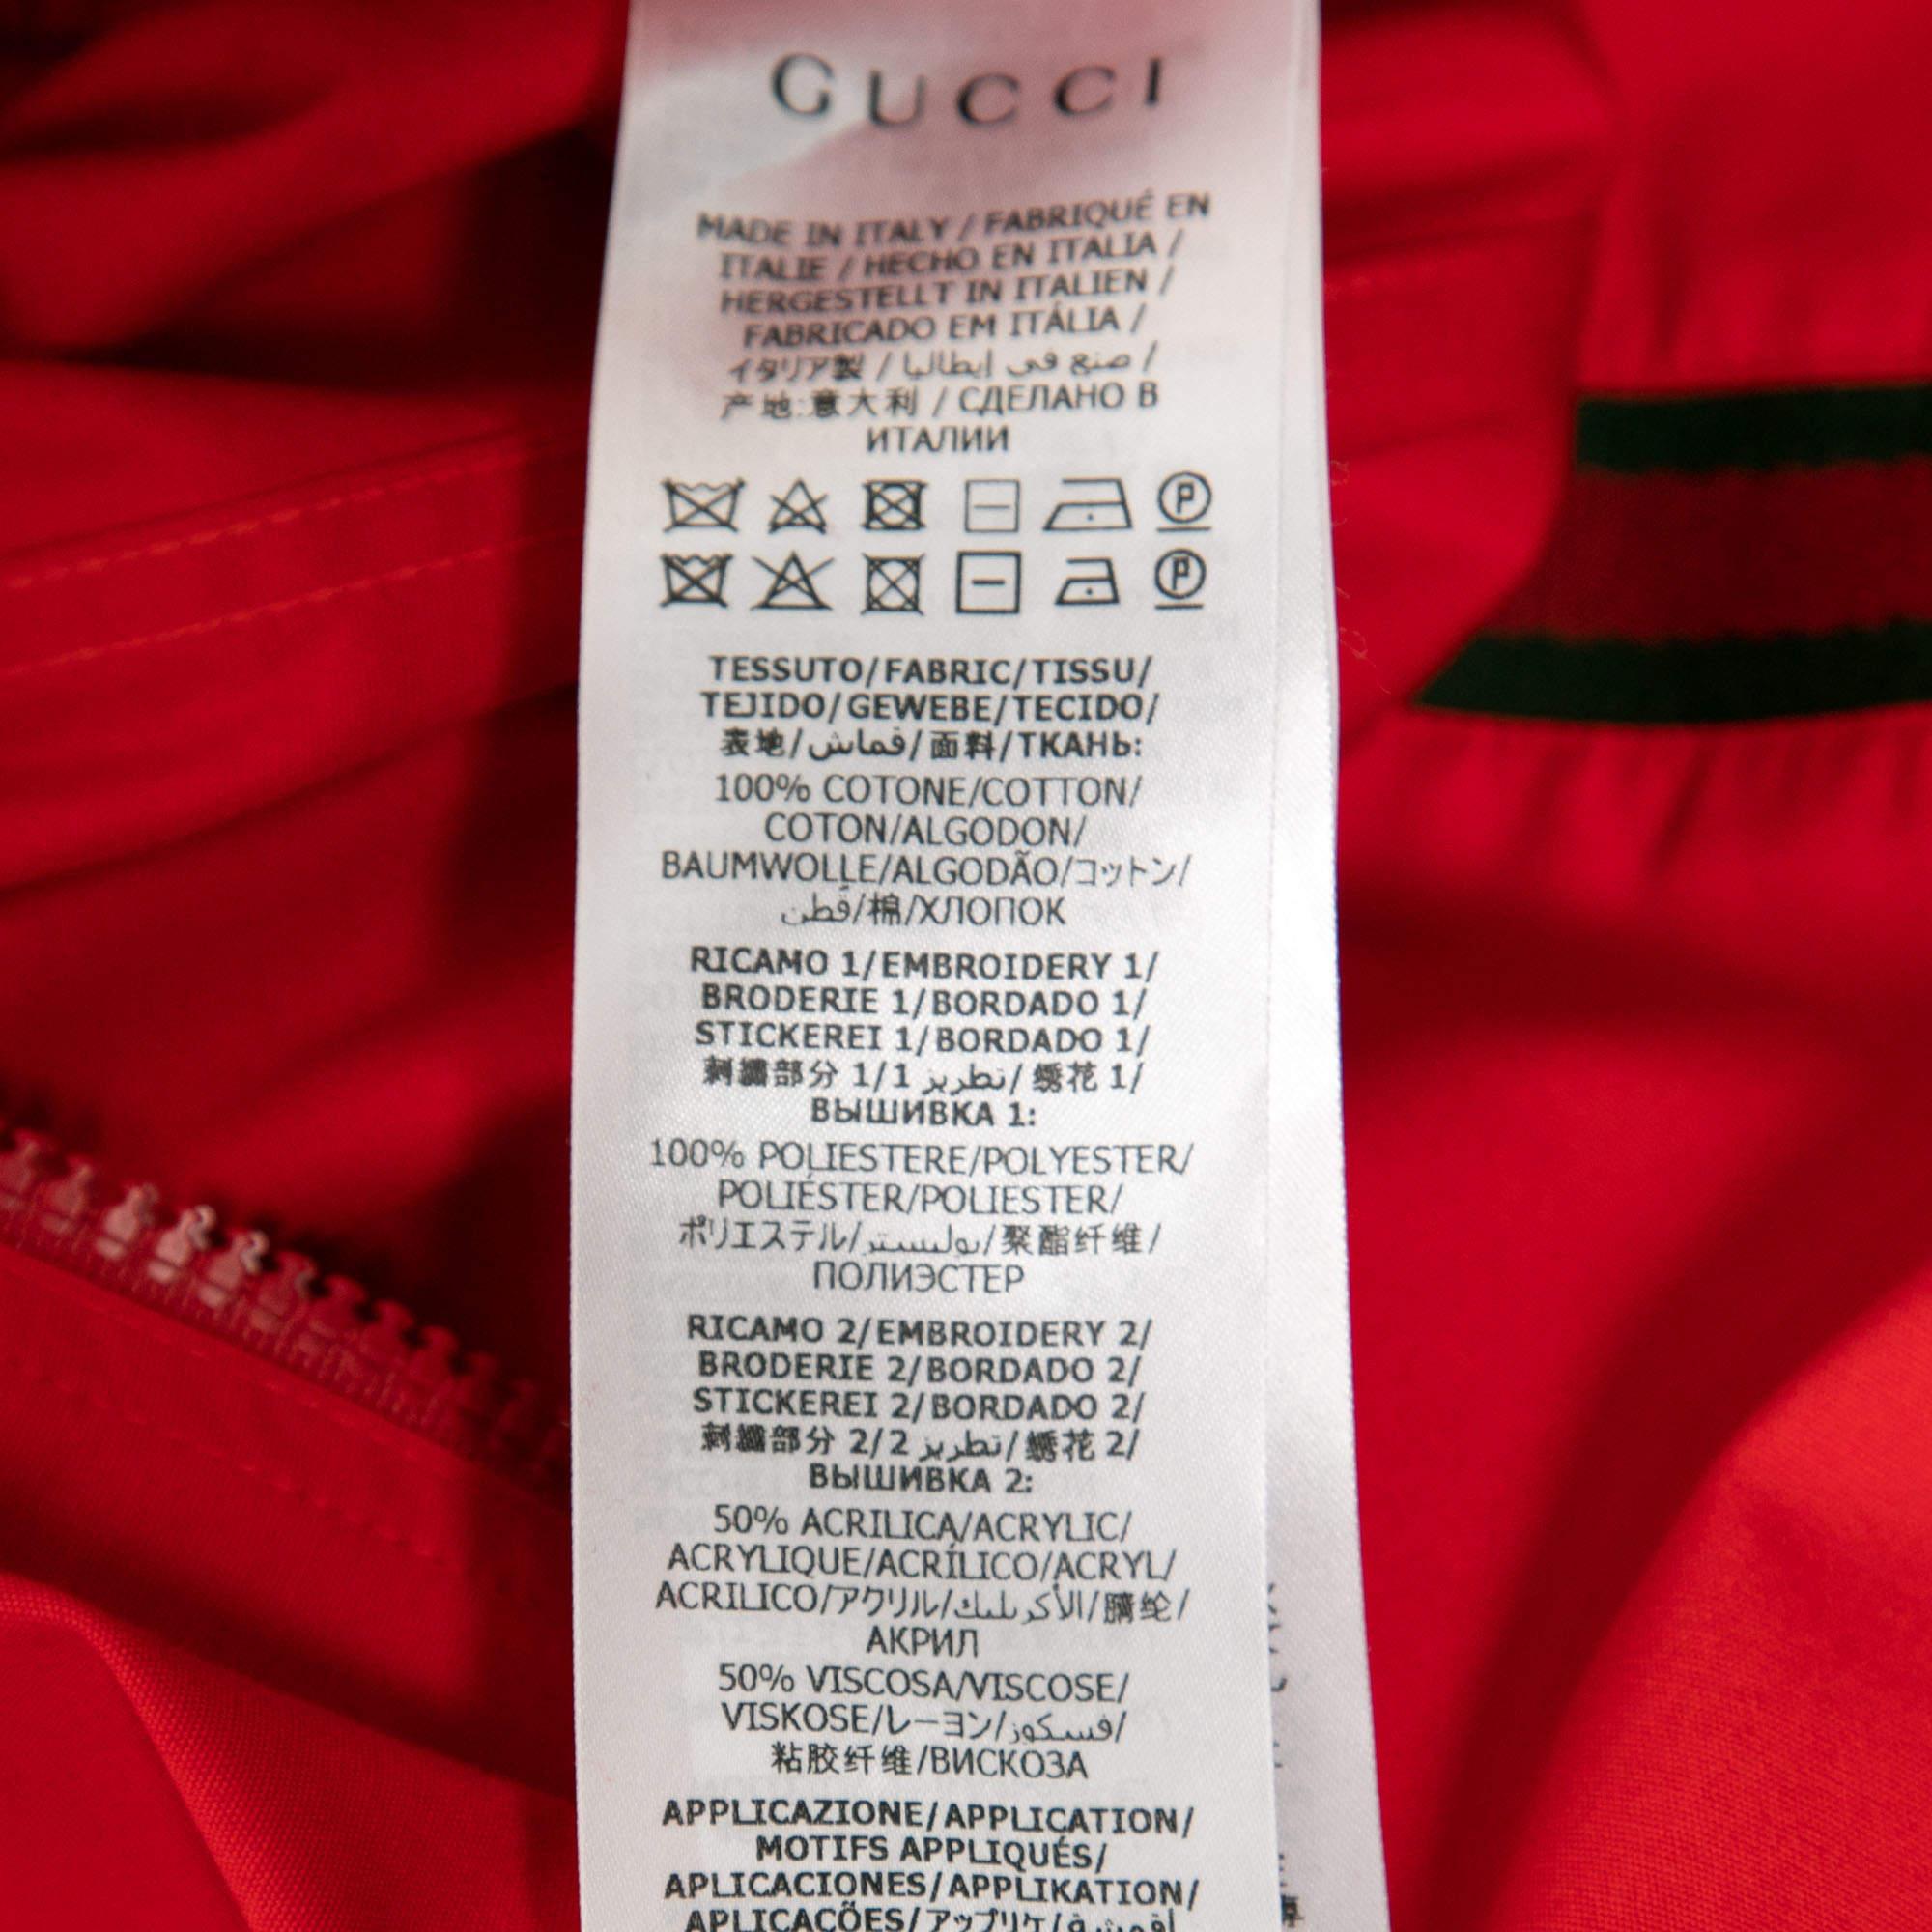 GUCCI
MADE IN ITALY / FABRIQUÉ EN
ITALIE / HECHO EN ITALIA /
HERGESTELLT IN ITALIEN /
FABRICADO EM ITÁLIA /
イタリア製 / صنع في إيطاليا /
产地:意大利 / СДЕЛАНО В
ИТАЛИИ
P
P
TESSUTO/FABRIC/TISSU/
TEJIDO/GEWEBE/TECIDO/
表地/قماش/面料/ТКАНЬ:
100% COTONE/COTTON/
COTON/ALGODON/
BAUMWOLLE/ALGODÃO/コットン/
قطن/棉/ХЛОПОК
RICAMO 1/EMBROIDERY 1/
BRODERIE 1/BORDADO 1/
STICKEREI 1/BORDADO 1/
刺繍部分 1/1 تطريز/绣花 1/
ВЫШИВКА 1:
100% POLIESTERE/POLYESTER/
POLIÉSTER/POLIESTER/
ポリエステル/بوليستر/聚酯纤维/
ПОЛИЭСТЕР
RICAMO 2/EMBROIDERY 2/
BRODERIE 2/BORDADO 2/
STICKEREI 2/BORDADO 2/
刺繍部分 2/2 تطريز/绣花 2/
ВЫШИВКА 2:
50% ACRILICA/ACRYLIC/
ACRYLIQUE/ACRÍLICO/ACRYL/
ACRILICO/アクリル/الأكريليك/腈纶/
АКРИЛ
50% VISCOSA/VISCOSE/
VISKOSE/レーヨン/فسكوز/
粘胶纤维/ВИСКОЗА
APPLICAZIONE/APPLICATION/
MOTIFS APPLIQUÉS/
APLICACIONES/APPLIKATION/
APLICAÇÕES/アップリケ/أقمشة